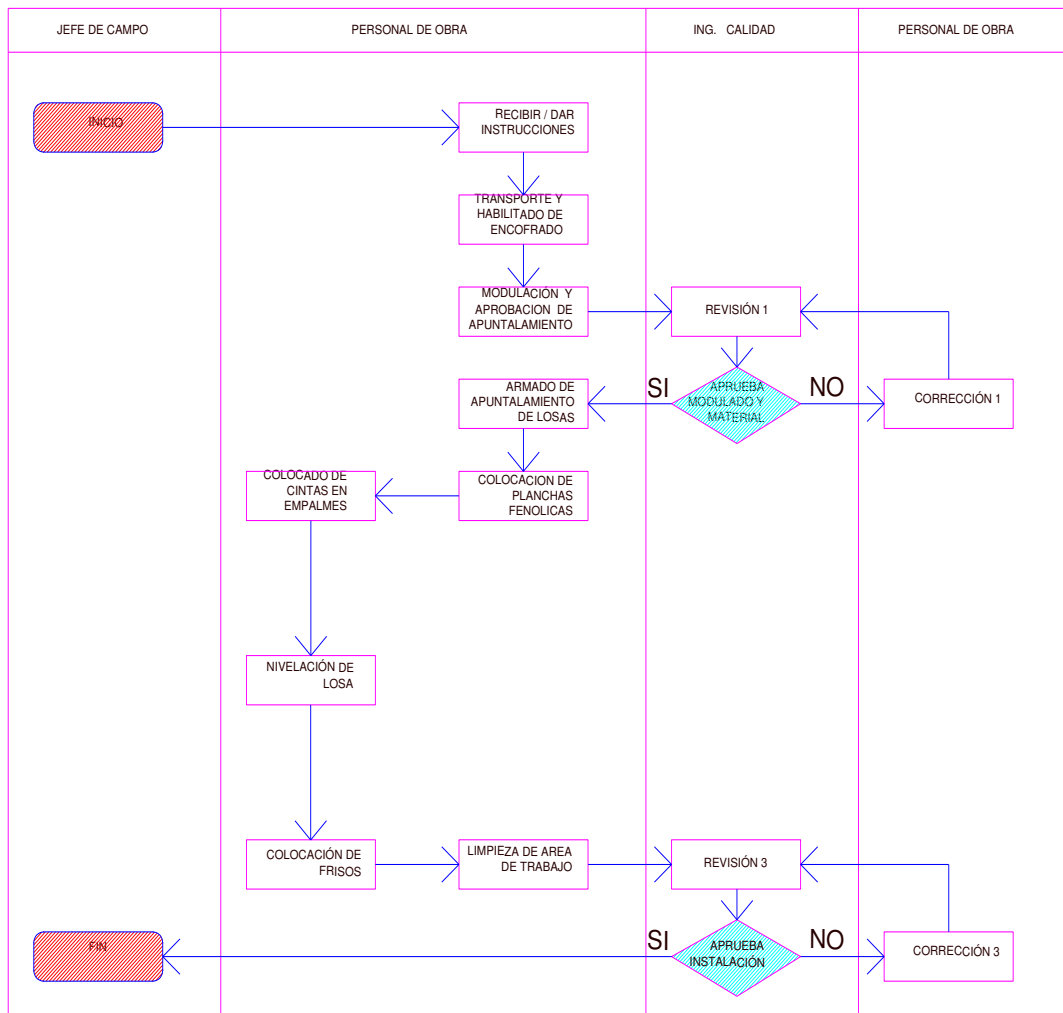 JEFE DE CAMPO
PERSONAL DE OBRA
ING. CALIDAD
PERSONAL DE OBRA
INICIO
RECIBIR / DAR
INSTRUCCIONES
TRANSPORTE Y
HABILITADO DE
ENCOFRADO
MODULACIÓN Y
APROBACION DE
APUNTALAMIENTO
REVISIÓN 1
SI
APRUEBA
MODULADO Y
MATERIAL
NO
CORRECCIÓN 1
ARMADO DE
APUNTALAMIENTO
DE LOSAS
COLOCADO DE
CINTAS EN
EMPALMES
COLOCACION DE
PLANCHAS
FENOLICAS
NIVELACIÓN DE
LOSA
COLOCACIÓN DE
FRISOS
LIMPIEZA DE AREA
DE TRABAJO
REVISIÓN 3
FIN
SI
APRUEBA
INSTALACIÓN
NO
CORRECCIÓN 3